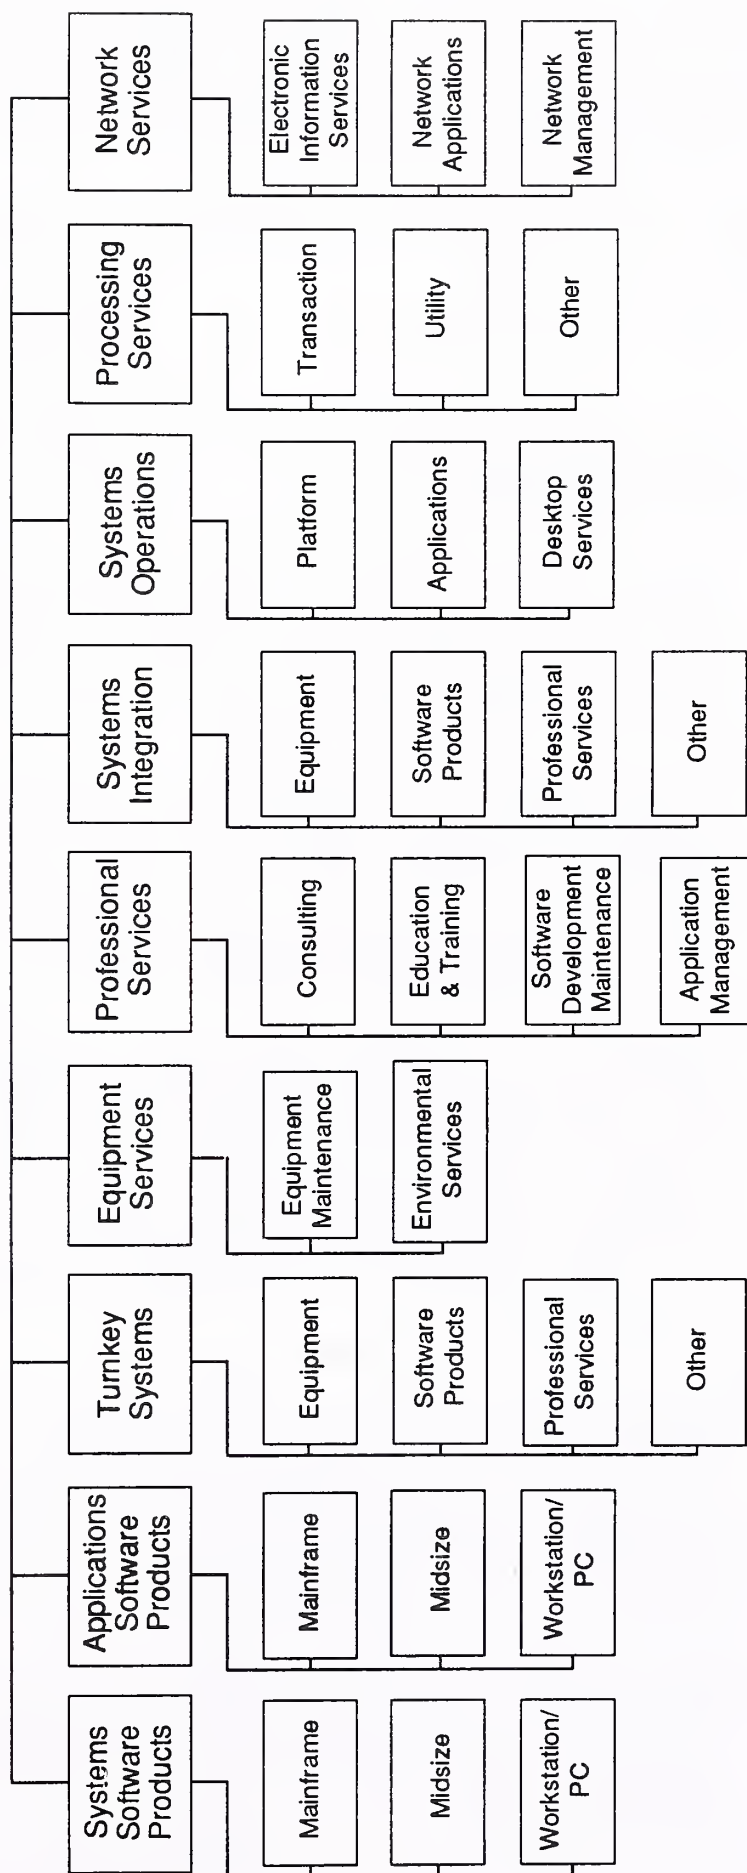 Systems
Software
Products
Mainframe
Midsize
Workstation/
PC
Applications
Software
Products
Mainframe
Midsize
Workstation/
PC
Turnkey
Systems
Equipment
Software
Products
Professional
Services
Other
Equipment
Services
Equipment
Maintenance
Environmental
Services
Professional
Services
Consulting
Education
& Training
Software
Development
Maintenance
Application
Management
Systems
Integration
Equipment
Software
Products
Professional
Services
Other
Systems
Operations
Platform
Applications
Desktop
Services
Processing
Services
Transaction
Utility
Other
Network
Services
Electronic
Information
Services
Network
Applications
Network
Management